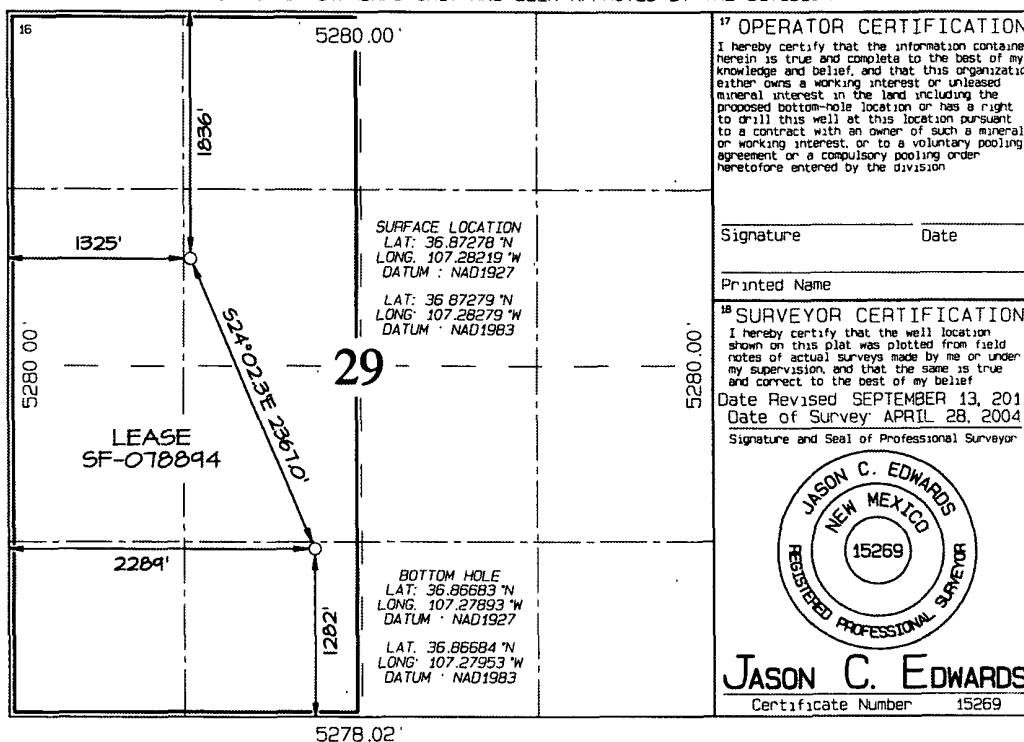 16
5280.00'
1836'
1325'
SURFACE LOCATION
LAT: 36.87278 °N
LONG. 107.28219 °W
DATUM : NAD1927
LAT: 36 87279 °N
LONG: 107.28279 °W
DATUM : NAD1983
S24°02.3'E 2367.0'
29
5280 00'
5280.00'
LEASE
SF-078894
2289'
1282'
BOTTOM HOLE
LAT: 36.86683 °N
LONG. 107.27893 °W
DATUM : NAD1927
LAT. 36.86684 °N
LONG: 107.27953 °W
DATUM : NAD1983
5278.02'
17 OPERATOR CERTIFICATION
I hereby certify that the information containe
herein is true and complete to the best of my
knowledge and belief, and that this organizatio
either owns a working interest or unleased
mineral interest in the land including the
proposed bottom-hole location or has a right
to drill this well at this location pursuant
to a contract with an owner of such a mineral
or working interest, or to a voluntary pooling
agreement or a compulsory pooling order
heretofore entered by the division
Signature Date
Printed Name
18 SURVEYOR CERTIFICATION
I hereby certify that the well location
shown on this plat was plotted from field
notes of actual surveys made by me or under
my supervision, and that the same is true
and correct to the best of my belief
Date Revised SEPTEMBER 13, 201
Date of Survey APRIL 28, 2004
Signature and Seal of Professional Surveyor
JASON C. EDWARDS
NEW MEXICO
15269
REGISTERED PROFESSIONAL SURVEYOR
JASON C. EDWARDS
Certificate Number 15269